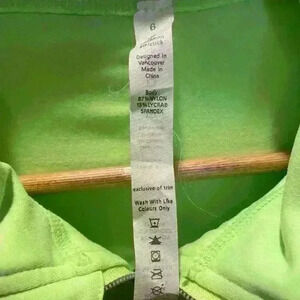 6
Designed in
Vancouver
Made in
China
Body
87% NYLON
13% LYCRA®
SPANDEX
exclusive of trim
Wash With Like
Colours Only